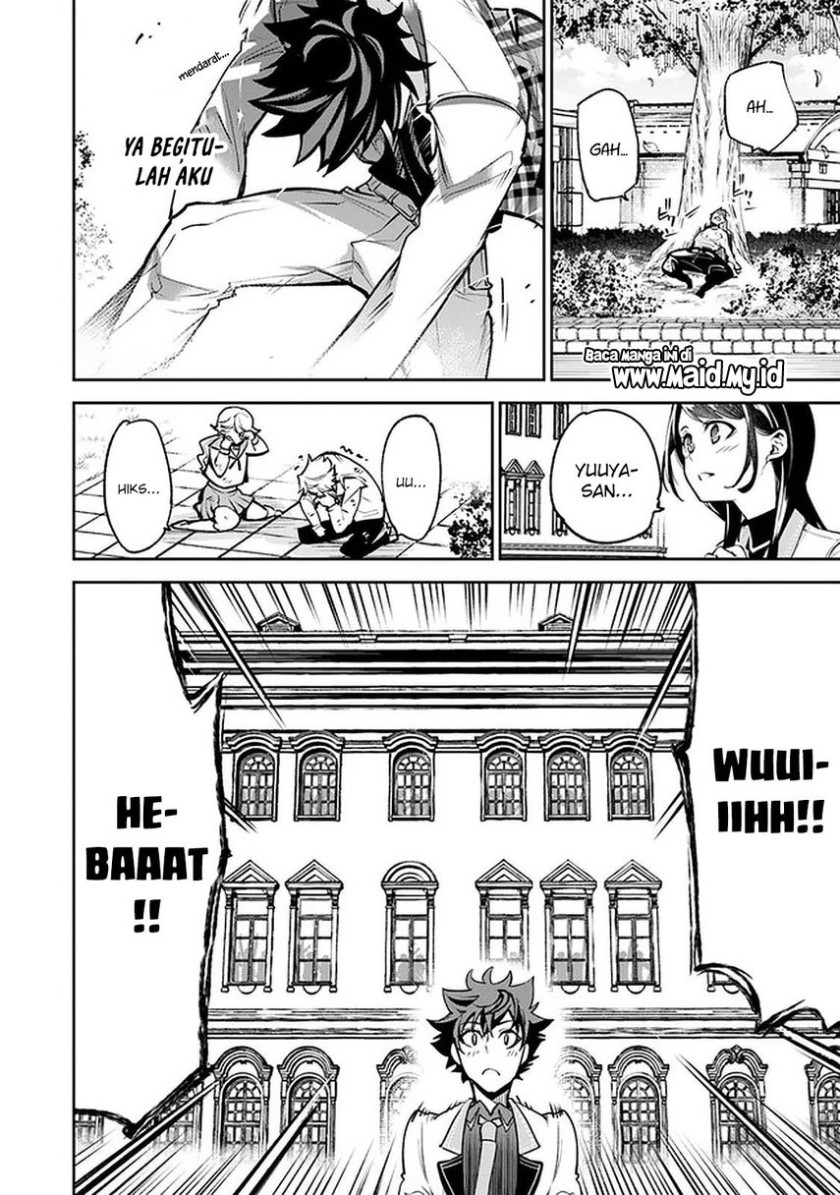 AH...
GAH...
Baca Manga ini di
www.Maid.My.id
mendarat...
YA BEGITU-
LAH AKU
YUUYA-
SAN...
UU...
HIKS...
WUUI-
IIHH!!
HE-
BAAAT
!!